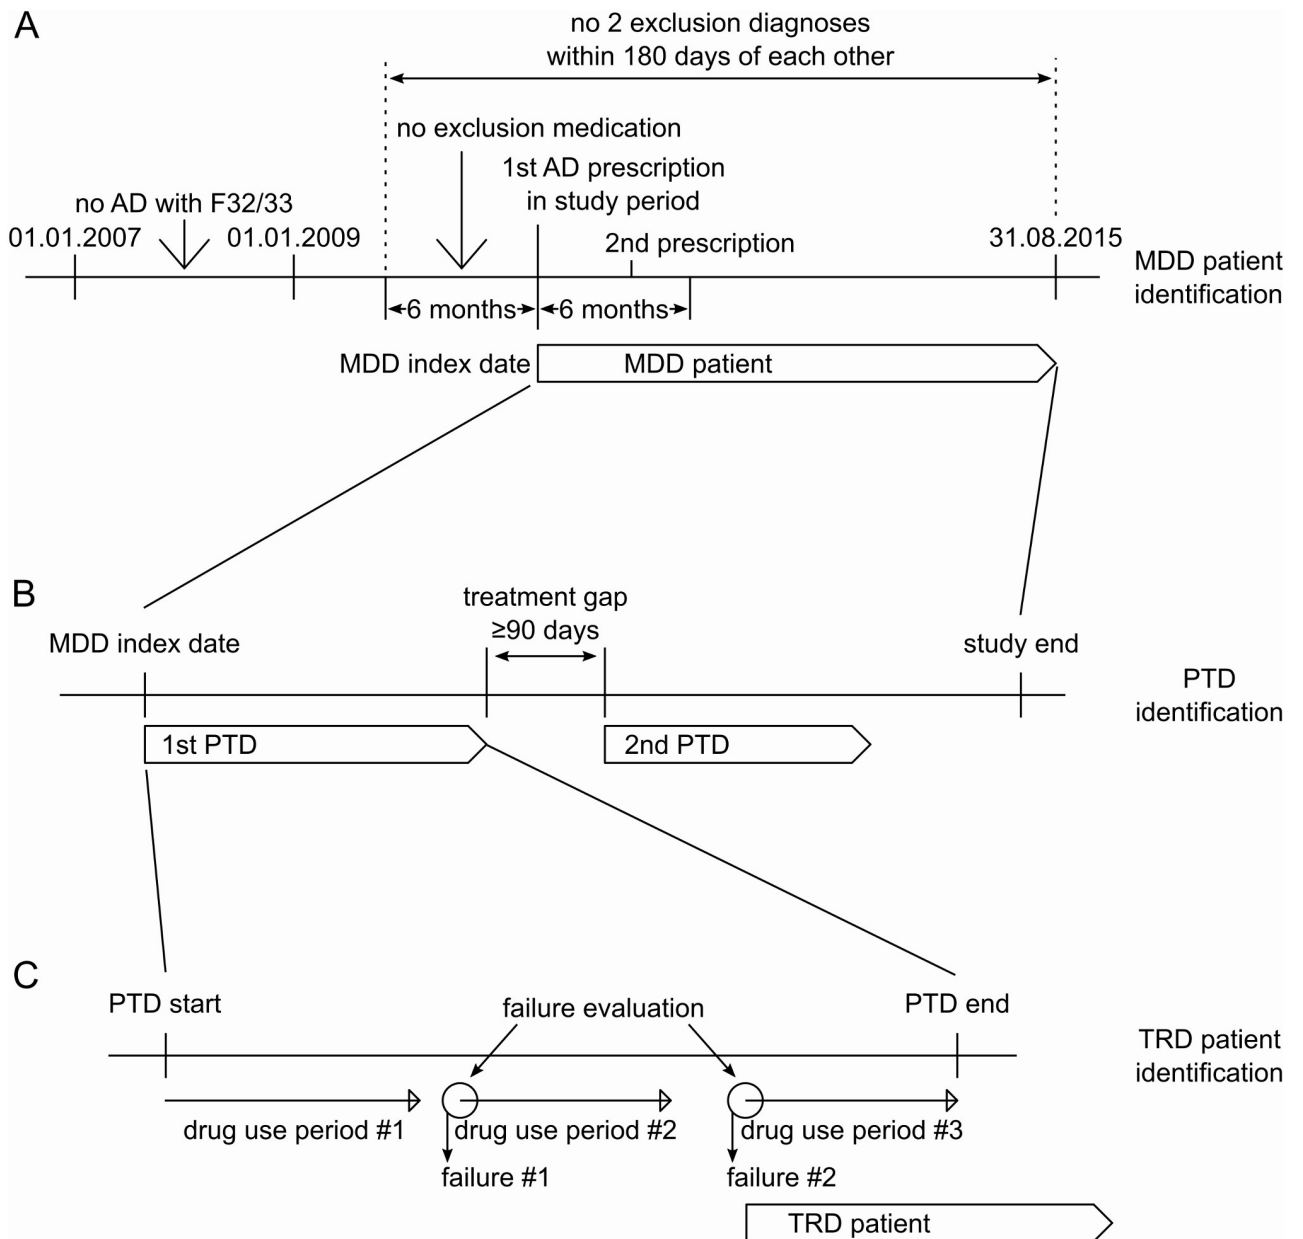 A
no 2 exclusion diagnoses
within 180 days of each other
no exclusion medication
1st AD prescription
in study period
no AD with F32/33
01.01.2007
01.01.2009
2nd prescription
31.08.2015
MDD patient
identification
6 months
6 months
MDD index date
MDD patient
B
treatment gap
≥90 days
MDD index date
study end
PTD
identification
1st PTD
2nd PTD
C
PTD start
failure evaluation
PTD end
TRD patient
identification
drug use period #1
drug use period #2
drug use period #3
failure #1
failure #2
TRD patient